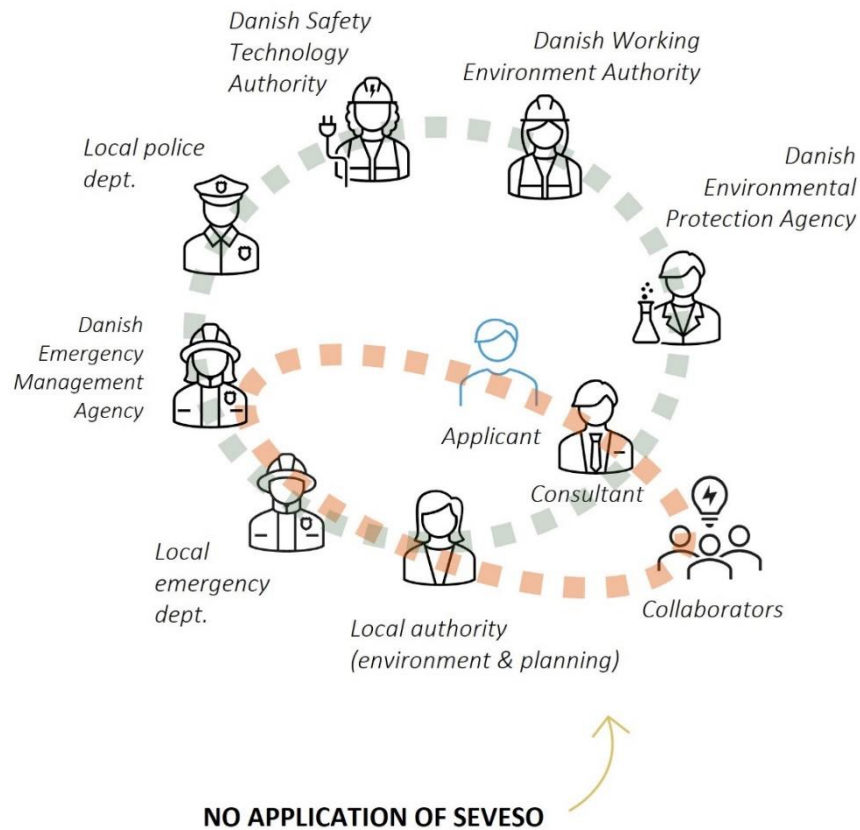 Danish Safety
Technology
Authority
Danish Working
Environment Authority
Local police
dept.
Danish
Environmental
Protection Agency
Danish
Emergency
Management
Agency
Applicant
Consultant
Local
emergency
dept.
Collaborators
Local authority
(environment & planning)
NO APPLICATION OF SEVESO